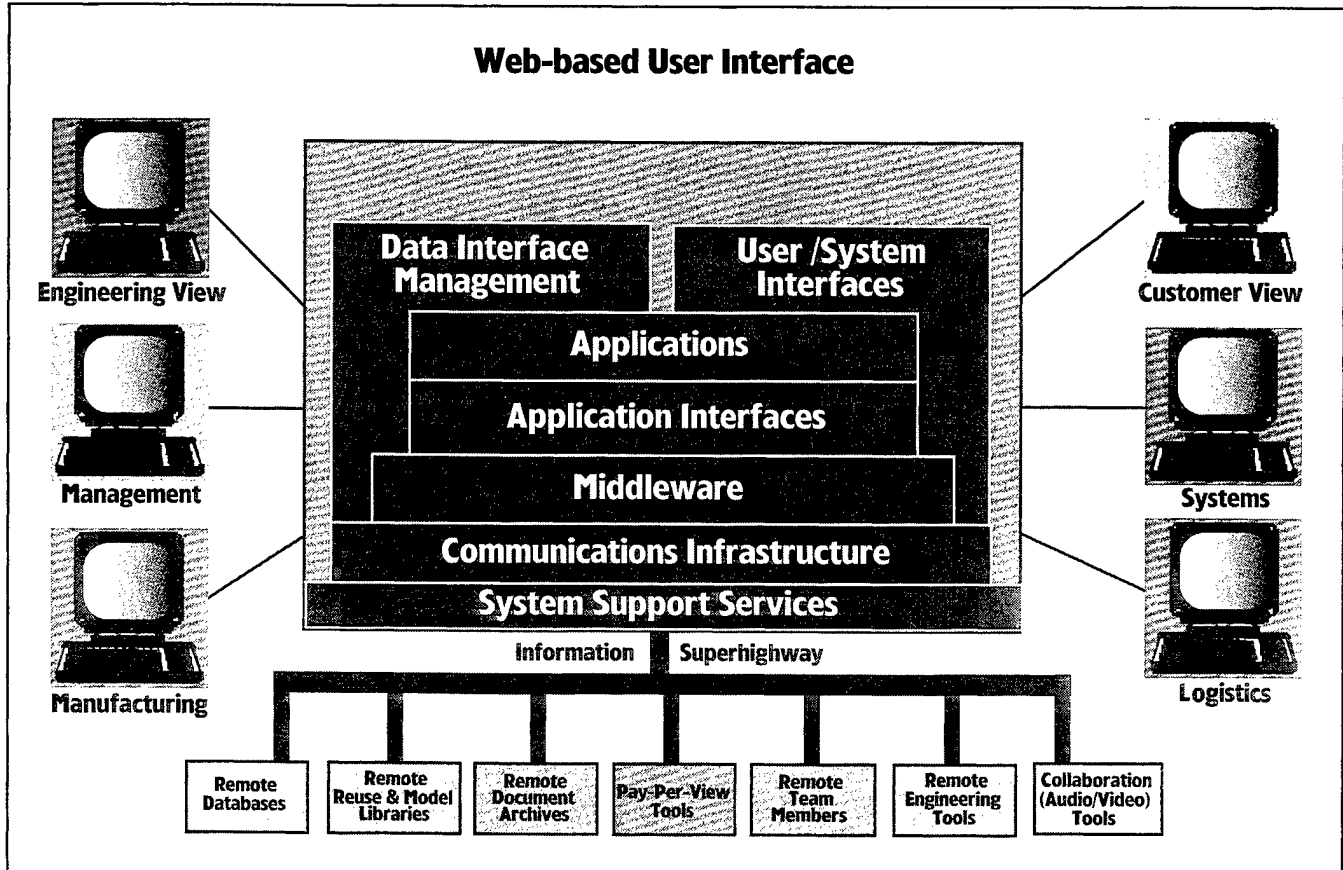 Web-based User Interface
Engineering View
Management
Manufacturing
Data Interface
Management
User /System
Interfaces
Applications
Application Interfaces
Middleware
Communications Infrastructure
System Support Services
Customer View
Systems
Logistics
Information Superhighway
Remote
Databases
Remote
Reuse & Model
Libraries
Remote
Document
Archives
Pay-Per-View
Tools
Remote
Team
Members
Remote
Engineering
Tools
Collaboration
(Audio/Video)
Tools